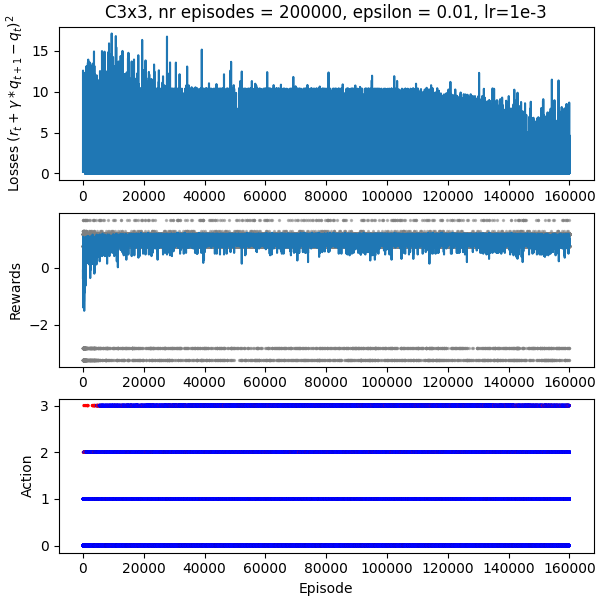 C3x3, nr episodes = 200000, epsilon = 0.01, lr=1e-3
Losses $(r_t + \gamma * q_{t+1} - q_t)^2$
15
10
5
0
0 20000 40000 60000 80000 100000 120000 140000 160000
Rewards
0
−2
0 20000 40000 60000 80000 100000 120000 140000 160000
Action
3
2
1
0
0 20000 40000 60000 80000 100000 120000 140000 160000
Episode